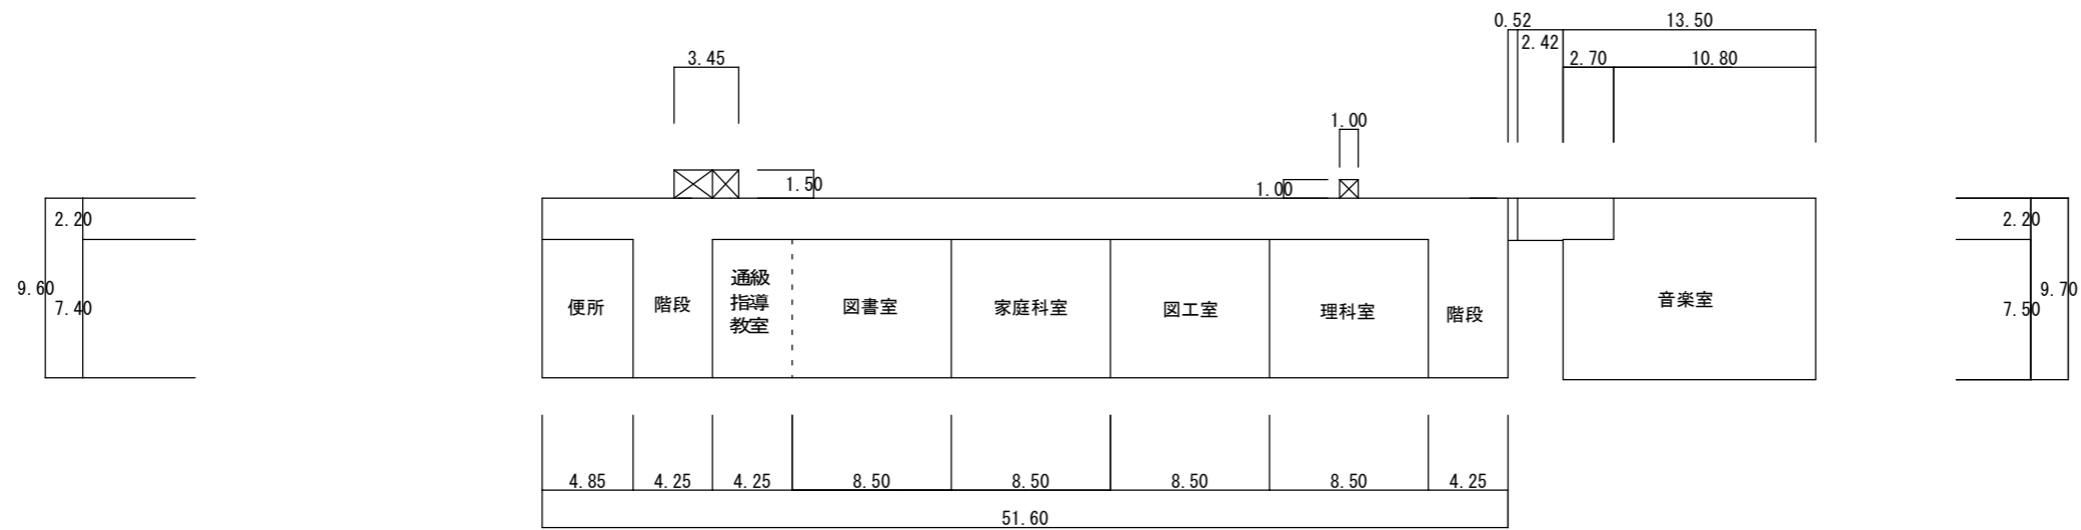 0.52
13.50
2.42
3.45
2.70
10.80
1.00
1.50
1.00
2.20
2.20
9.60
7.40
便所
階段
通級
指導
教室
図書室
家庭科室
図工室
理科室
階段
音楽室
9.70
7.50
4.85
4.25
4.25
8.50
8.50
8.50
8.50
4.25
51.60